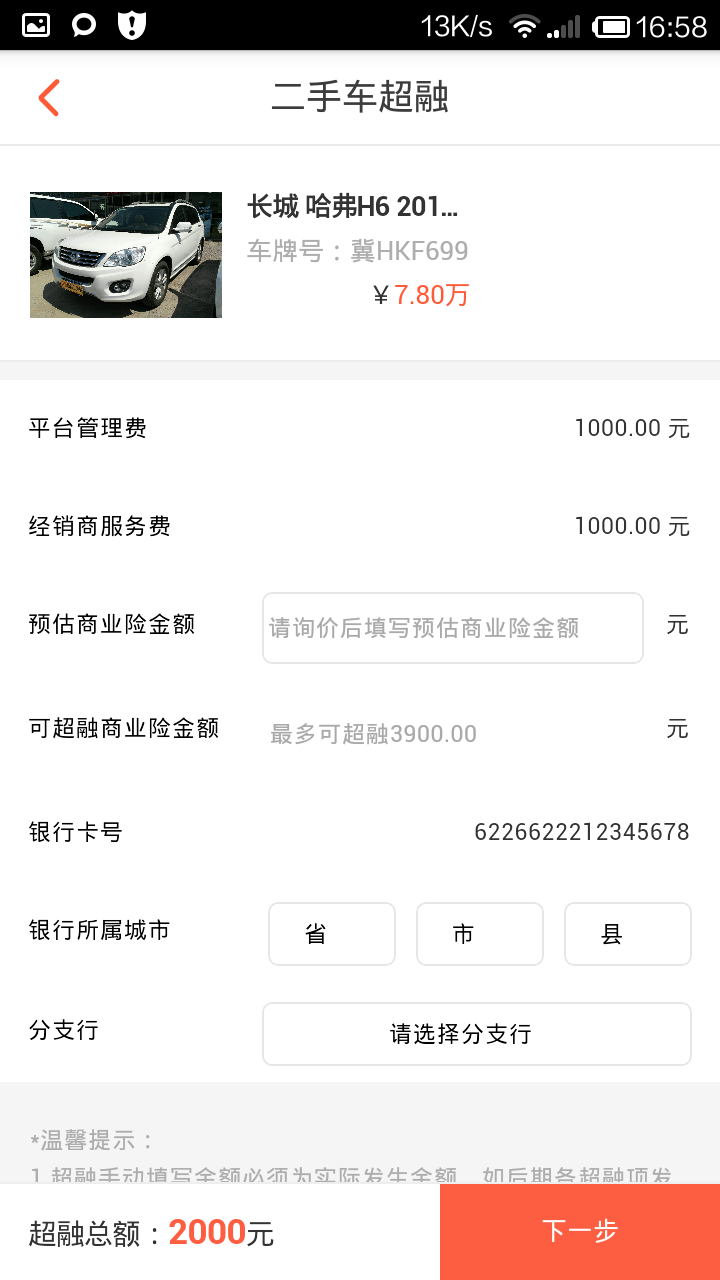 13K/s 16:58
二手车超融
长城 哈弗H6 201...
车牌号：冀HKF699
￥7.80万
平台管理费 1000.00 元
经销商服务费 1000.00 元
预估商业险金额 请询价后填写预估商业险金额 元
可超融商业险金额 最多可超融3900.00 元
银行卡号 6226622212345678
银行所属城市 省 市 县
分支行 请选择分支行
*温馨提示：
1.超融手动填写金额必须为实际发生金额，如后期各超融项发
超融总额：2000元 下一步